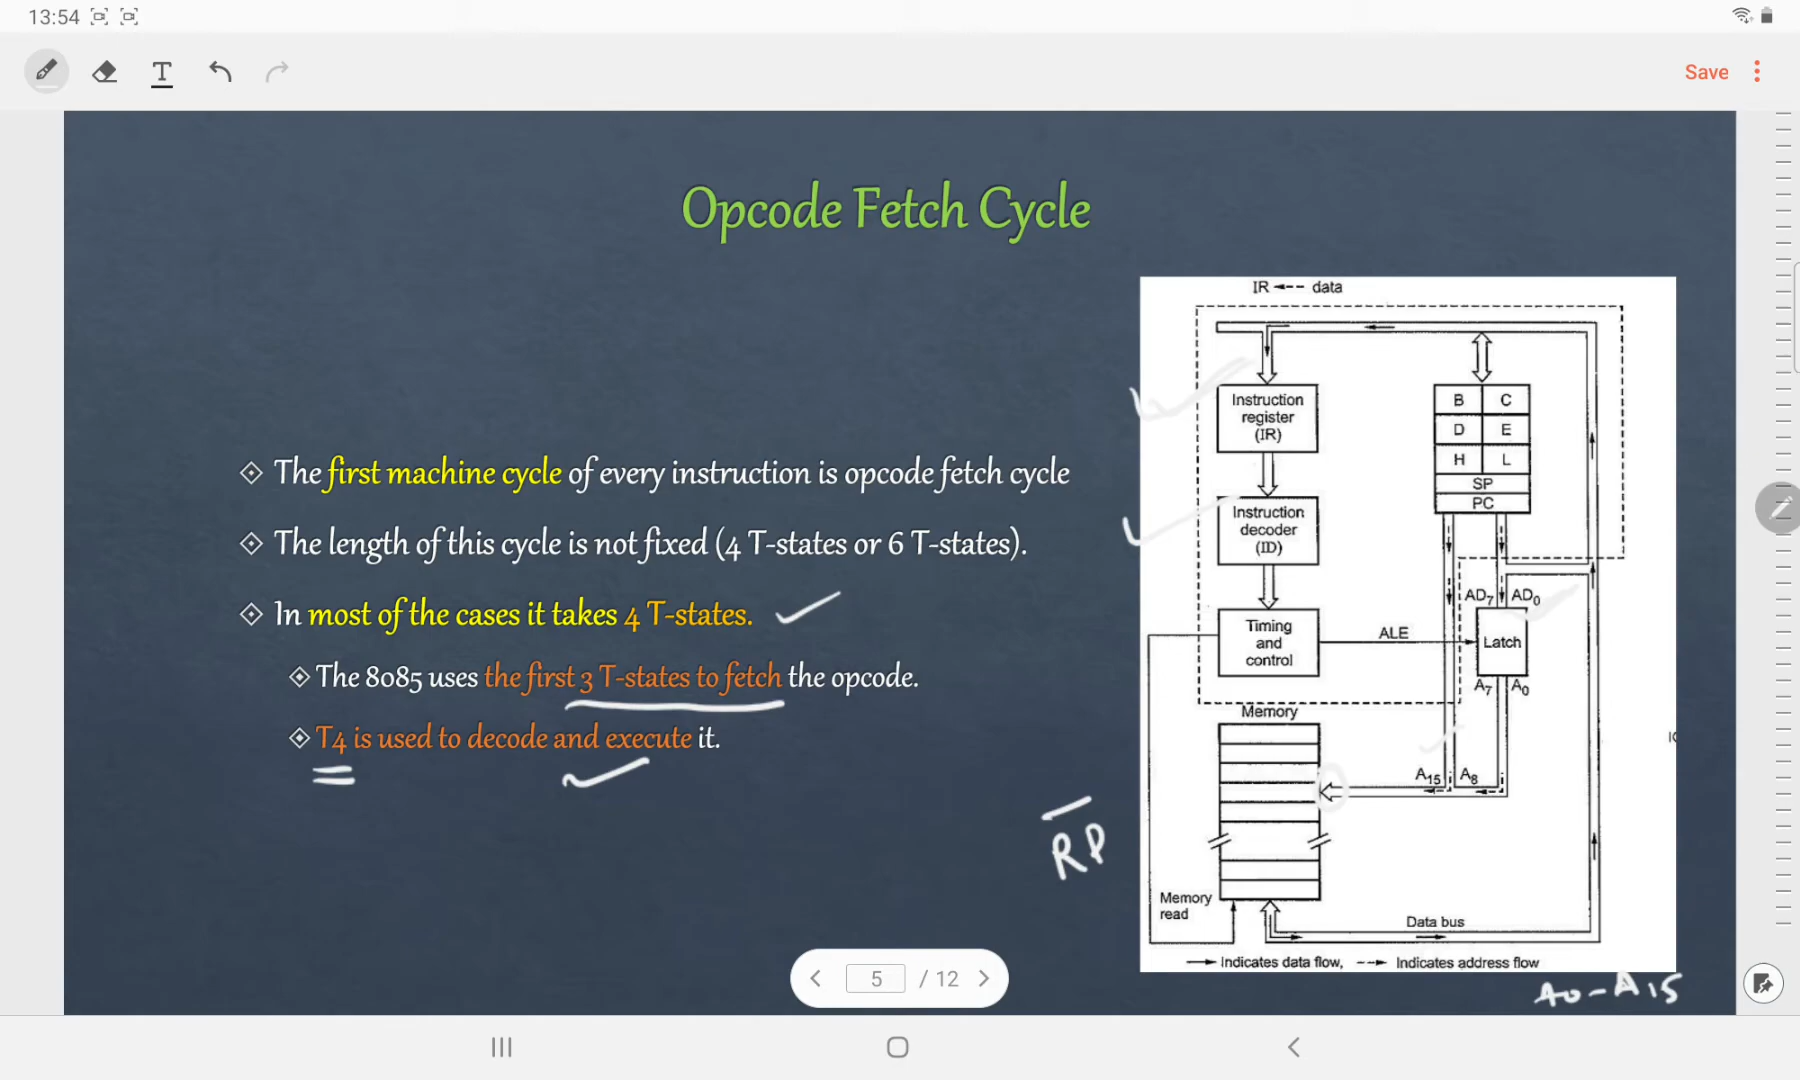 13:54
T
Save
Opcode Fetch Cycle
The first machine cycle of every instruction is opcode fetch cycle
The length of this cycle is not fixed (4 T-states or 6 T-states).
In most of the cases it takes 4 T-states.
The 8085 uses the first 3 T-states to fetch the opcode.
T4 is used to decode and execute it.
IR data
Instruction
register
(IR)
B C
D E
H L
SP
PC
Instruction
decoder
(ID)
AD7 AD0
Timing
and
control
ALE
Latch
A7 A0
Memory
A15 A8
Memory
read
Data bus
Indicates data flow, Indicates address flow
A0-A15
5 / 12